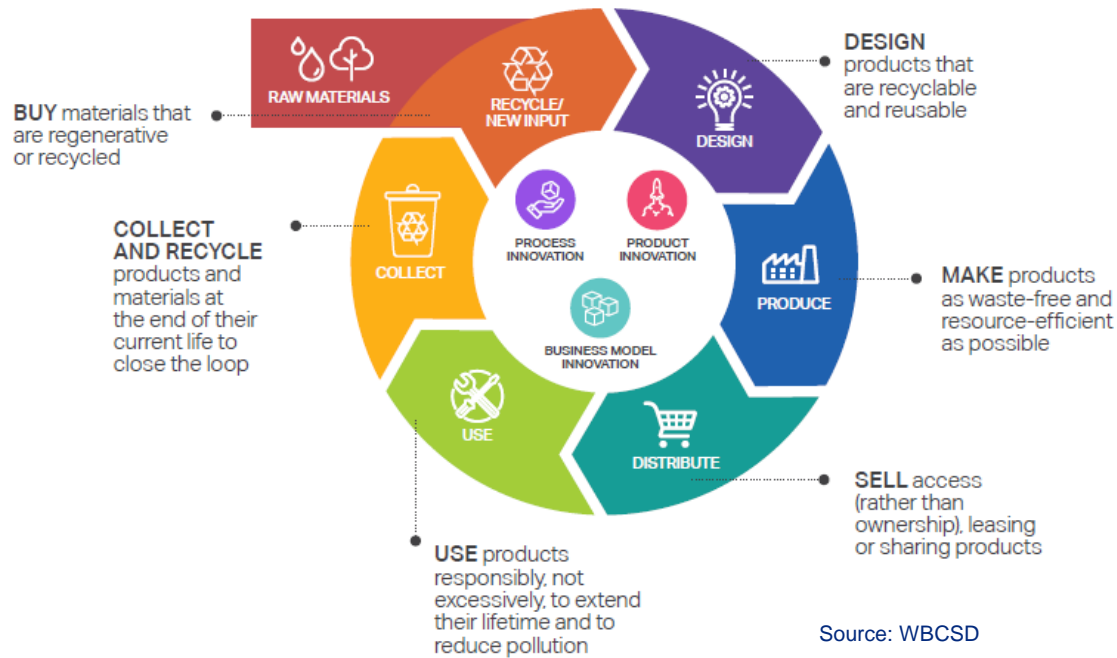 RAW MATERIALS
RECYCLE/
NEW INPUT
DESIGN
PRODUCE
DISTRIBUTE
USE
COLLECT
PROCESS
INNOVATION
PRODUCT
INNOVATION
BUSINESS MODEL
INNOVATION
DESIGN
products that
are recyclable
and reusable
MAKE products
as waste-free and
resource-efficient
as possible
SELL access
(rather than
ownership), leasing
or sharing products
USE products
responsibly, not
excessively, to extend
their lifetime and to
reduce pollution
COLLECT
AND RECYCLE
products and
materials at
the end of their
current life to
close the loop
BUY materials that
are regenerative
or recycled
Source: WBCSD